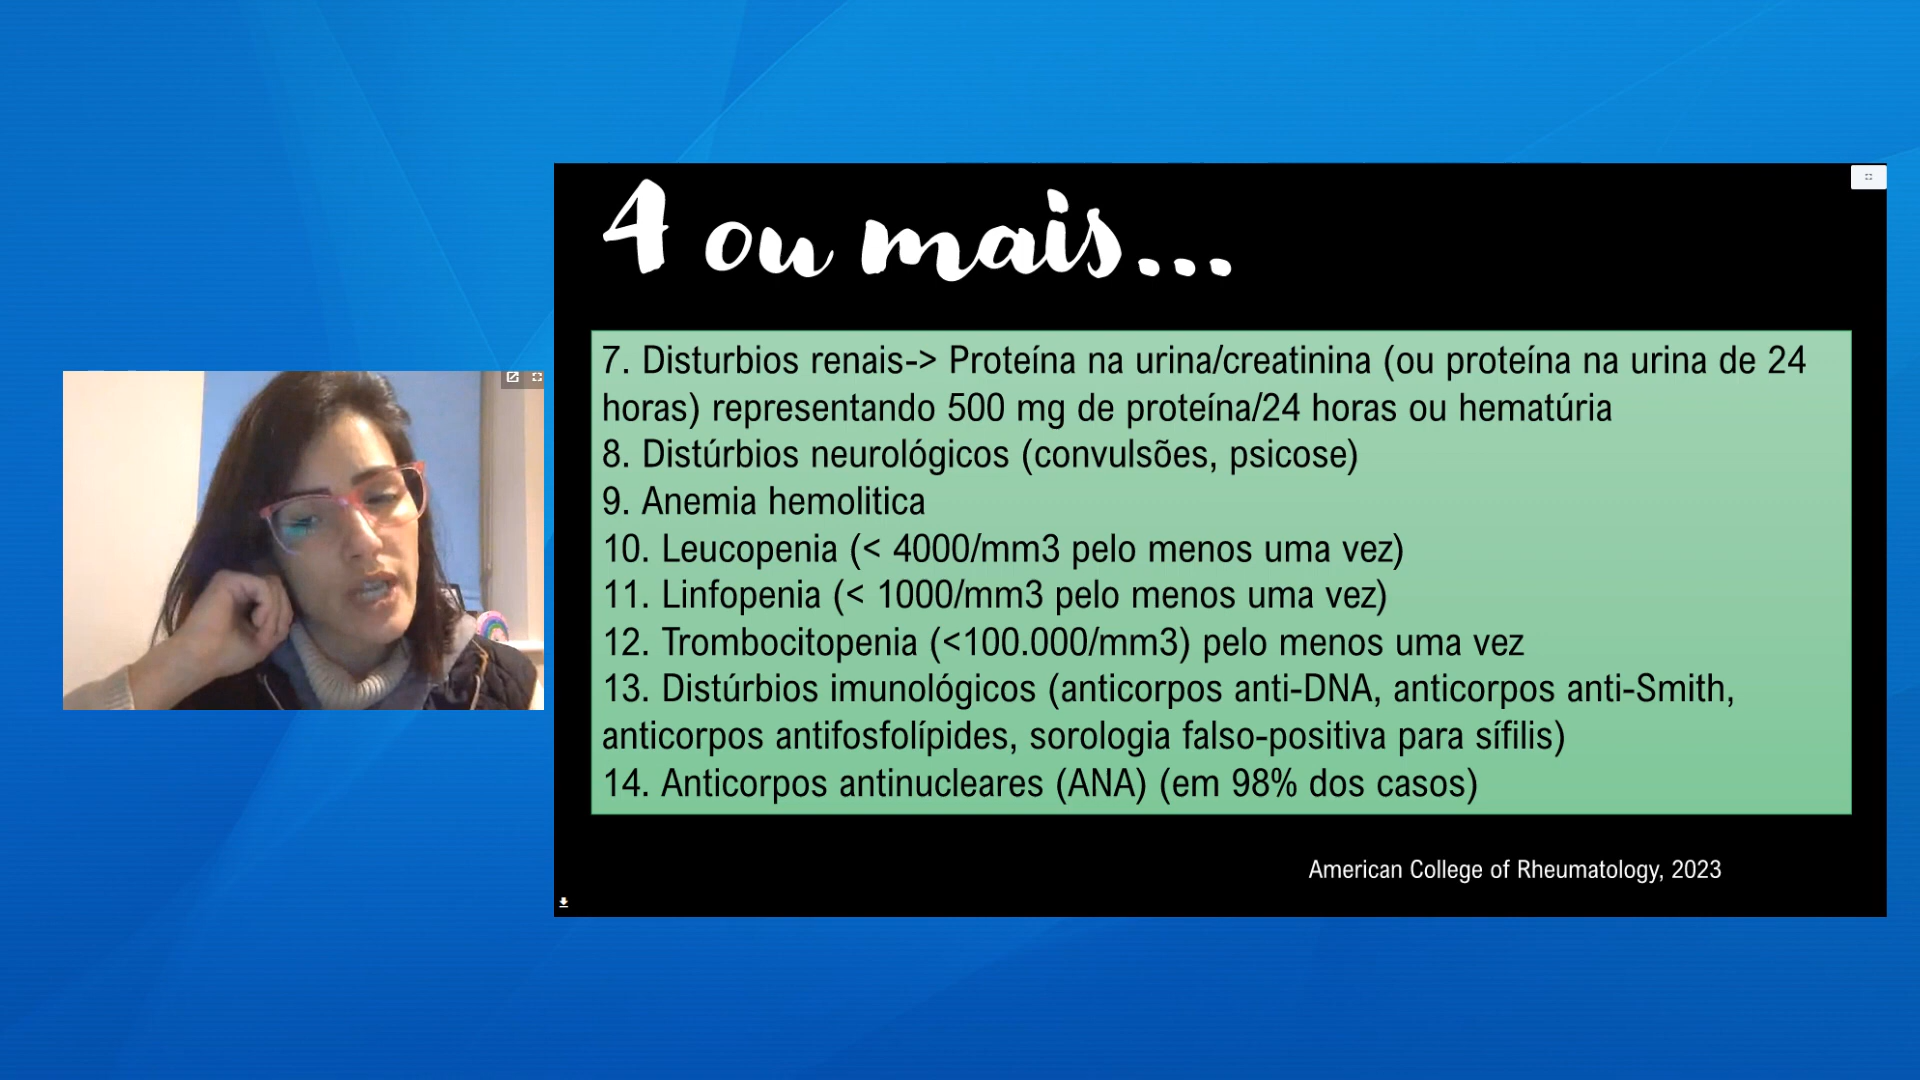 4 ou mais...
7. Disturbios renais-> Proteína na urina/creatinina (ou proteína na urina de 24
horas) representando 500 mg de proteína/24 horas ou hematúria
8. Distúrbios neurológicos (convulsões, psicose)
9. Anemia hemolitica
10. Leucopenia (< 4000/mm3 pelo menos uma vez)
11. Linfopenia (< 1000/mm3 pelo menos uma vez)
12. Trombocitopenia (<100.000/mm3) pelo menos uma vez
13. Distúrbios imunológicos (anticorpos anti-DNA, anticorpos anti-Smith,
anticorpos antifosfolípides, sorologia falso-positiva para sífilis)
14. Anticorpos antinucleares (ANA) (em 98% dos casos)
American College of Rheumatology, 2023